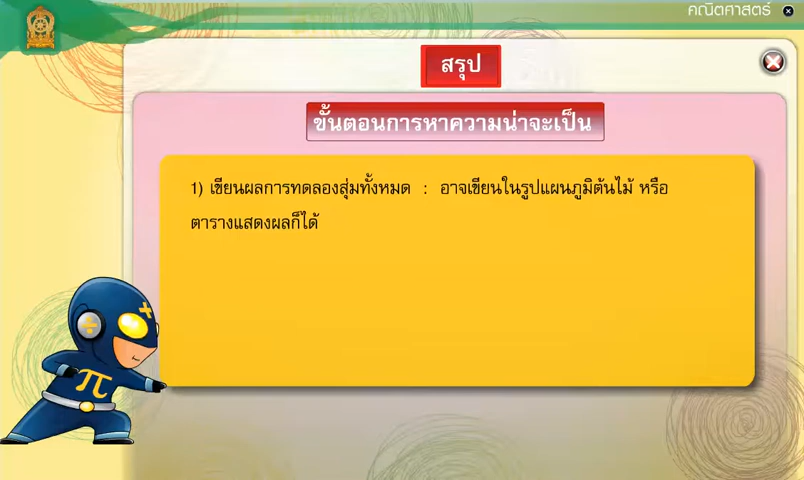 คณิตศาสตร์
สรุป
ขั้นตอนการหาความน่าจะเป็น
1) เขียนผลการทดลองสุ่มทั้งหมด : อาจเขียนในรูปแผนภูมิต้นไม้ หรือ
ตารางแสดงผลก็ได้
π